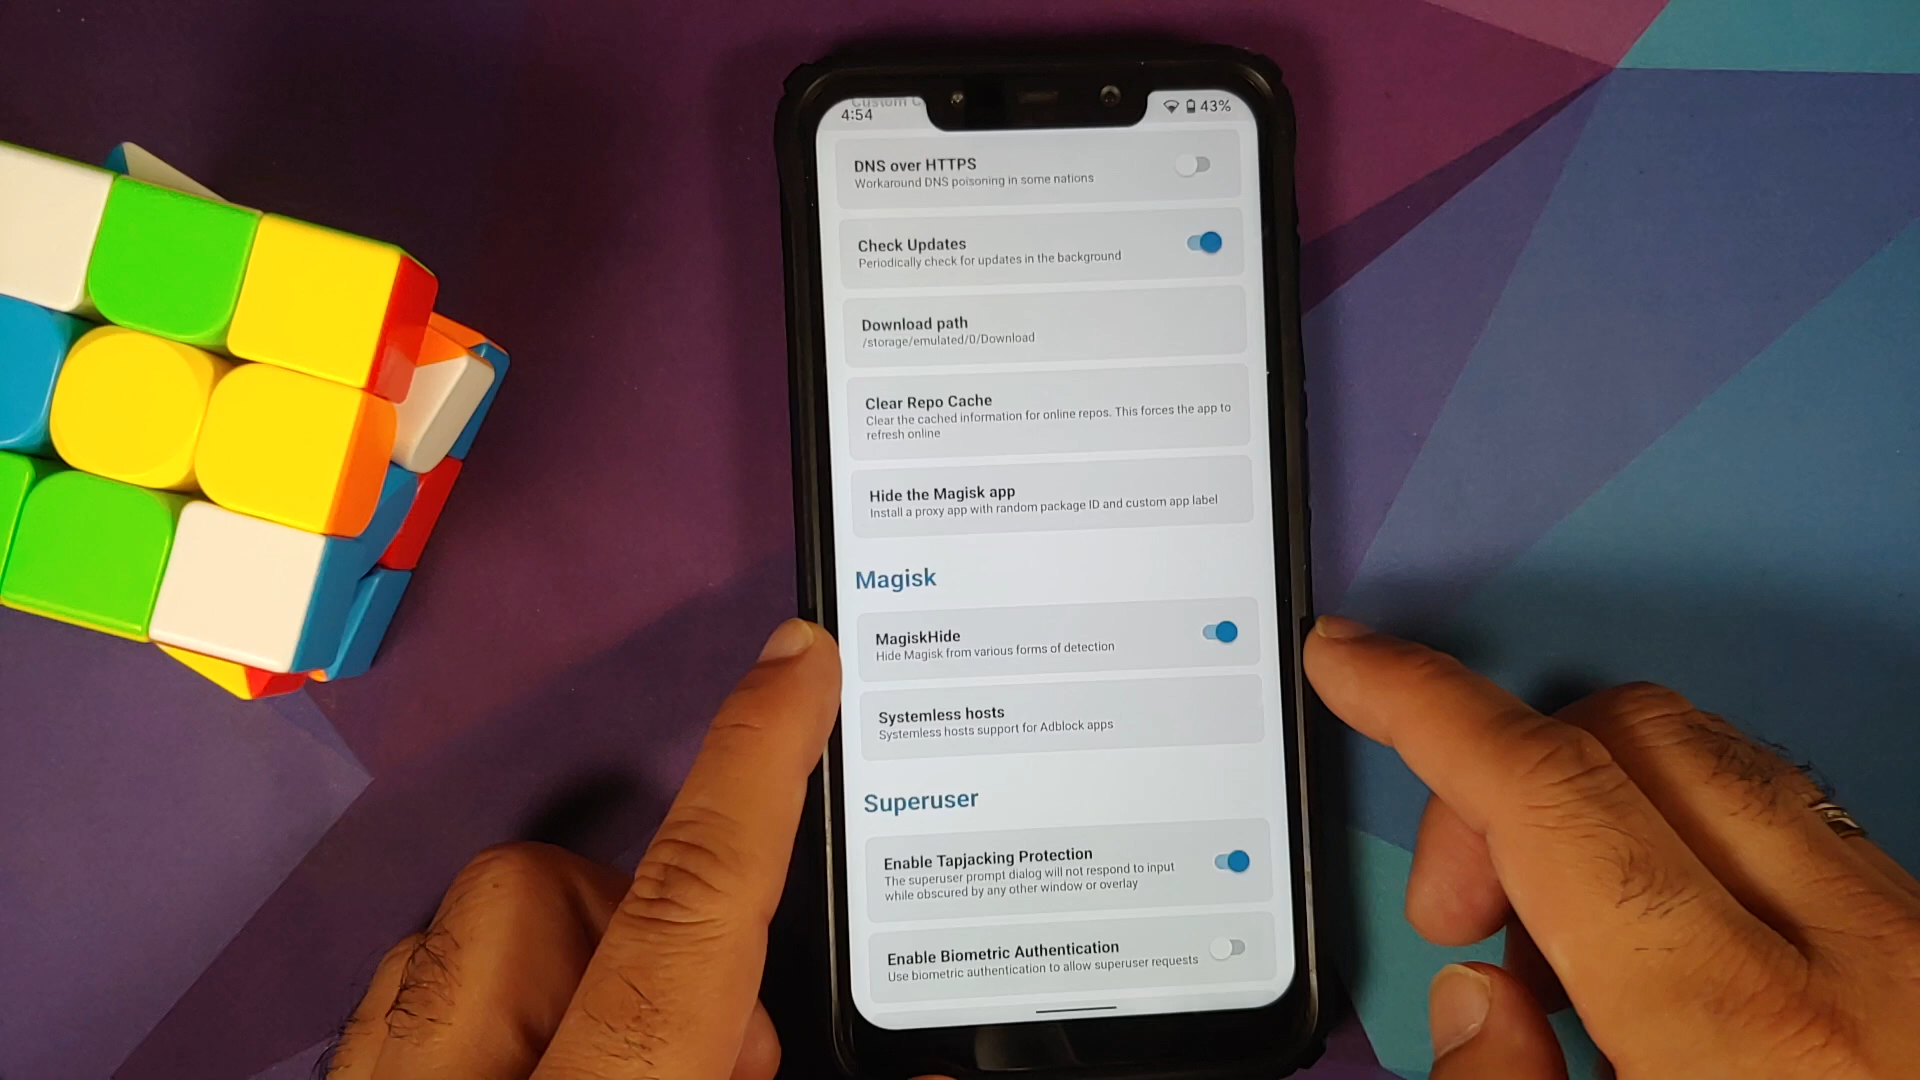 Custom C
4:54
43%
DNS over HTTPS
Workaround DNS poisoning in some nations
Check Updates
Periodically check for updates in the background
Download path
/storage/emulated/0/Download
Clear Repo Cache
Clear the cached information for online repos. This forces the app to
refresh online
Hide the Magisk app
Install a proxy app with random package ID and custom app label
Magisk
MagiskHide
Hide Magisk from various forms of detection
Systemless hosts
Systemless hosts support for Adblock apps
Superuser
Enable Tapjacking Protection
The superuser prompt dialog will not respond to input
while obscured by any other window or overlay
Enable Biometric Authentication
Use biometric authentication to allow superuser requests